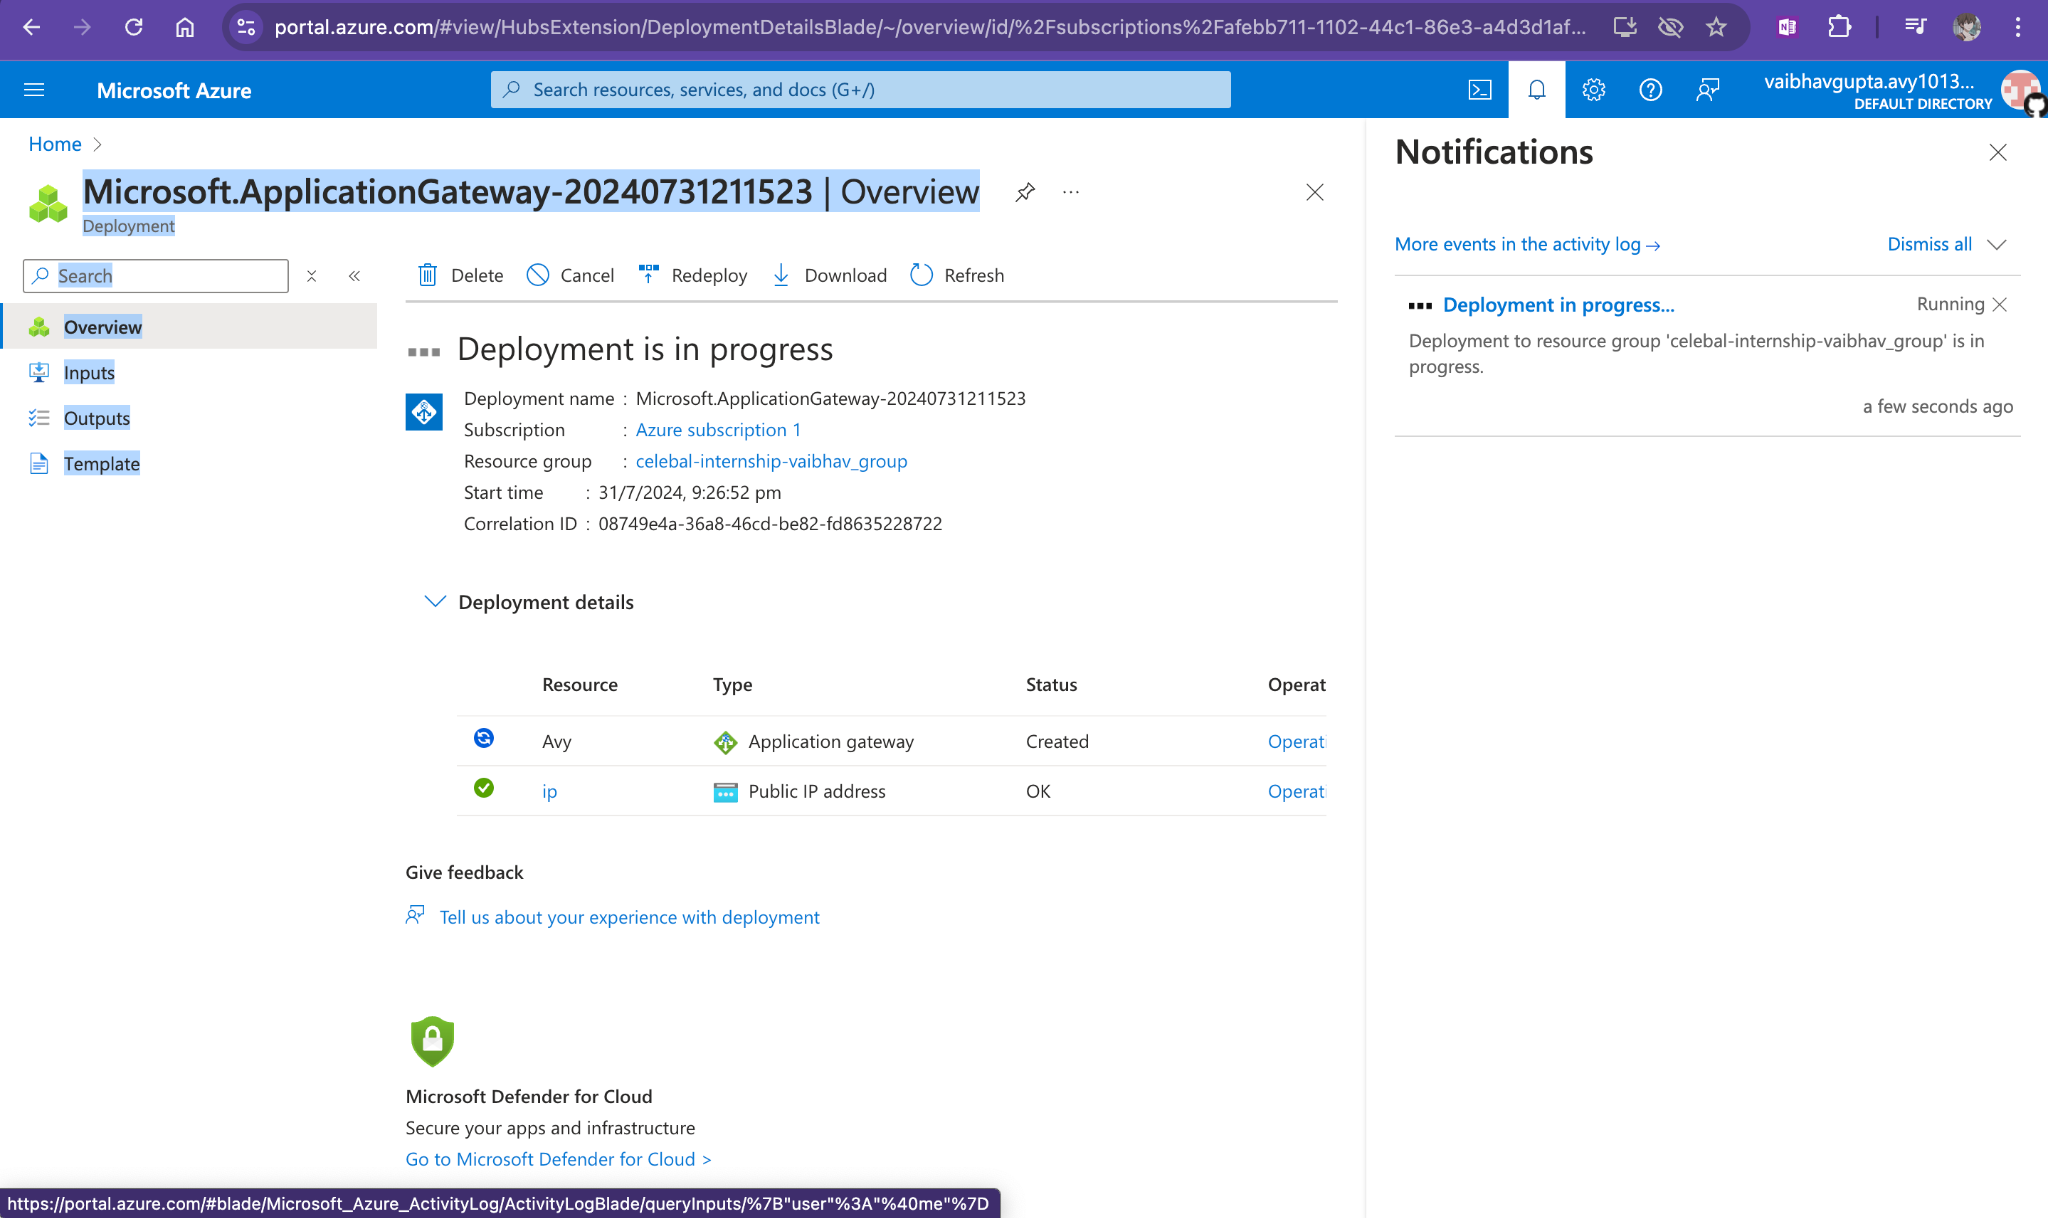 portal.azure.com/#view/HubsExtension/DeploymentDetailsBlade/~/overview/id/%2Fsubscriptions%2Fafebb711-1102-44c1-86e3-a4d3d1af...
Microsoft Azure
Search resources, services, and docs (G+/)
vaibhavgupta.avy1013...
DEFAULT DIRECTORY
Home
Microsoft.ApplicationGateway-20240731211523 | Overview
Deployment
Search
Overview
Inputs
Outputs
Template
Delete
Cancel
Redeploy
Download
Refresh
Deployment is in progress
Deployment name : Microsoft.ApplicationGateway-20240731211523
Subscription : Azure subscription 1
Resource group : celebal-internship-vaibhav_group
Start time : 31/7/2024, 9:26:52 pm
Correlation ID : 08749e4a-36a8-46cd-be82-fd8635228722
Deployment details
Resource Type Status Operat
Avy Application gateway Created Operati
ip Public IP address OK Operati
Give feedback
Tell us about your experience with deployment
Microsoft Defender for Cloud
Secure your apps and infrastructure
Go to Microsoft Defender for Cloud >
Notifications
More events in the activity log →
Dismiss all
Deployment in progress...
Running
Deployment to resource group 'celebal-internship-vaibhav_group' is in
progress.
a few seconds ago
https://portal.azure.com/#blade/Microsoft_Azure_ActivityLog/ActivityLogBlade/queryInputs/%7B"user"%3A"%40me"%7D